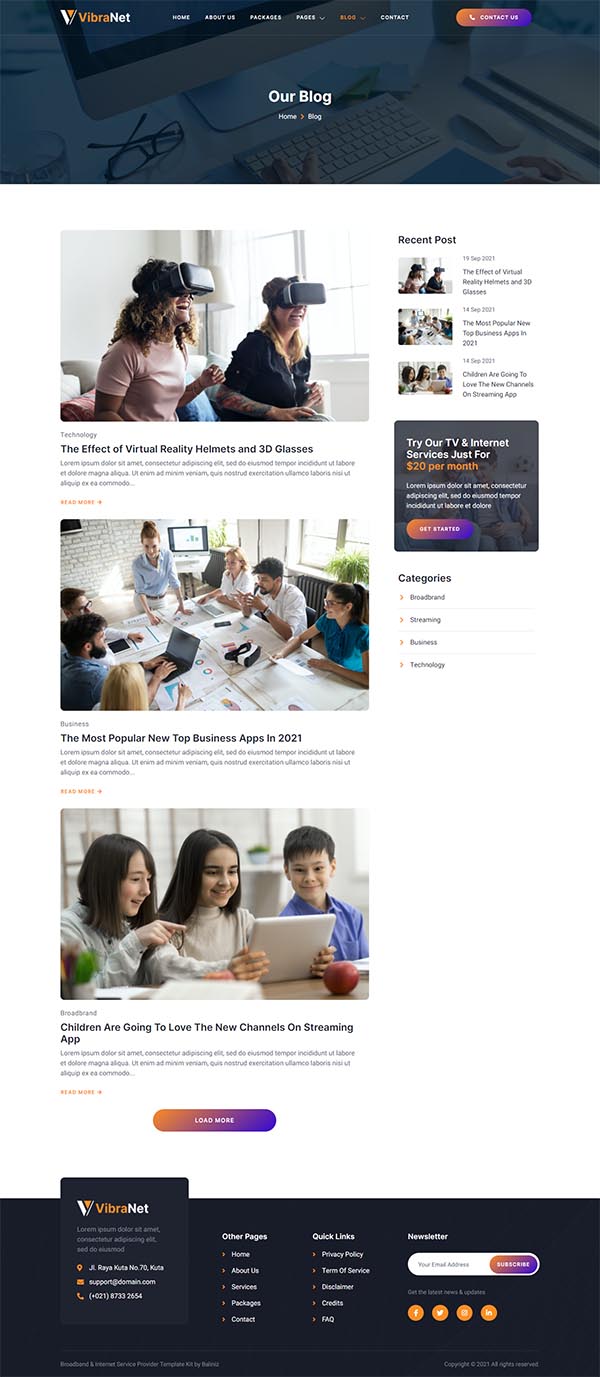 VibraNet
HOME
ABOUT US
PACKAGES
PAGES
BLOG
CONTACT
CONTACT US
Our Blog
Home
Blog
Technology
The Effect of Virtual Reality Helmets and 3D Glasses
Lorem ipsum dolor sit amet, consectetur adipiscing elit, sed do eiusmod tempor incididunt ut labore
et dolore magna aliqua. Ut enim ad minim veniam, quis nostrud exercitation ullamco laboris nisi ut
aliquip ex ea commodo...
READ MORE
Business
The Most Popular New Top Business Apps In 2021
Lorem ipsum dolor sit amet, consectetur adipiscing elit, sed do eiusmod tempor incididunt ut labore
et dolore magna aliqua. Ut enim ad minim veniam, quis nostrud exercitation ullamco laboris nisi ut
aliquip ex ea commodo...
READ MORE
Broadbrand
Children Are Going To Love The New Channels On Streaming
App
Lorem ipsum dolor sit amet, consectetur adipiscing elit, sed do eiusmod tempor incididunt ut labore
et dolore magna aliqua. Ut enim ad minim veniam, quis nostrud exercitation ullamco laboris nisi ut
aliquip ex ea commodo...
READ MORE
LOAD MORE
Recent Post
19 Sep 2021
The Effect of Virtual
Reality Helmets and 3D
Glasses
14 Sep 2021
The Most Popular New
Top Business Apps In
2021
14 Sep 2021
Children Are Going To
Love The New Channels
On Streaming App
Try Our TV & Internet
Services Just For
$20 per month
Lorem ipsum dolor sit amet, consectetur
adipiscing elit, sed do eiusmod tempor
incididunt ut labore et dolore
GET STARTED
Categories
Broadbrand
Streaming
Business
Technology
VibraNet
Lorem ipsum dolor sit amet,
consectetur adipiscing elit,
sed do eiusmod
Jl. Raya Kuta No.70, Kuta
support@domain.com
(+021) 8733 2654
Other Pages
Home
About Us
Services
Packages
Contact
Quick Links
Privacy Policy
Term Of Service
Disclaimer
Credits
FAQ
Newsletter
Your Email Address
SUBSCRIBE
Get the latest news & updates
Broadband & Internet Service Provider Template Kit by Baliniz
Copyright © 2021 All rights reserved.